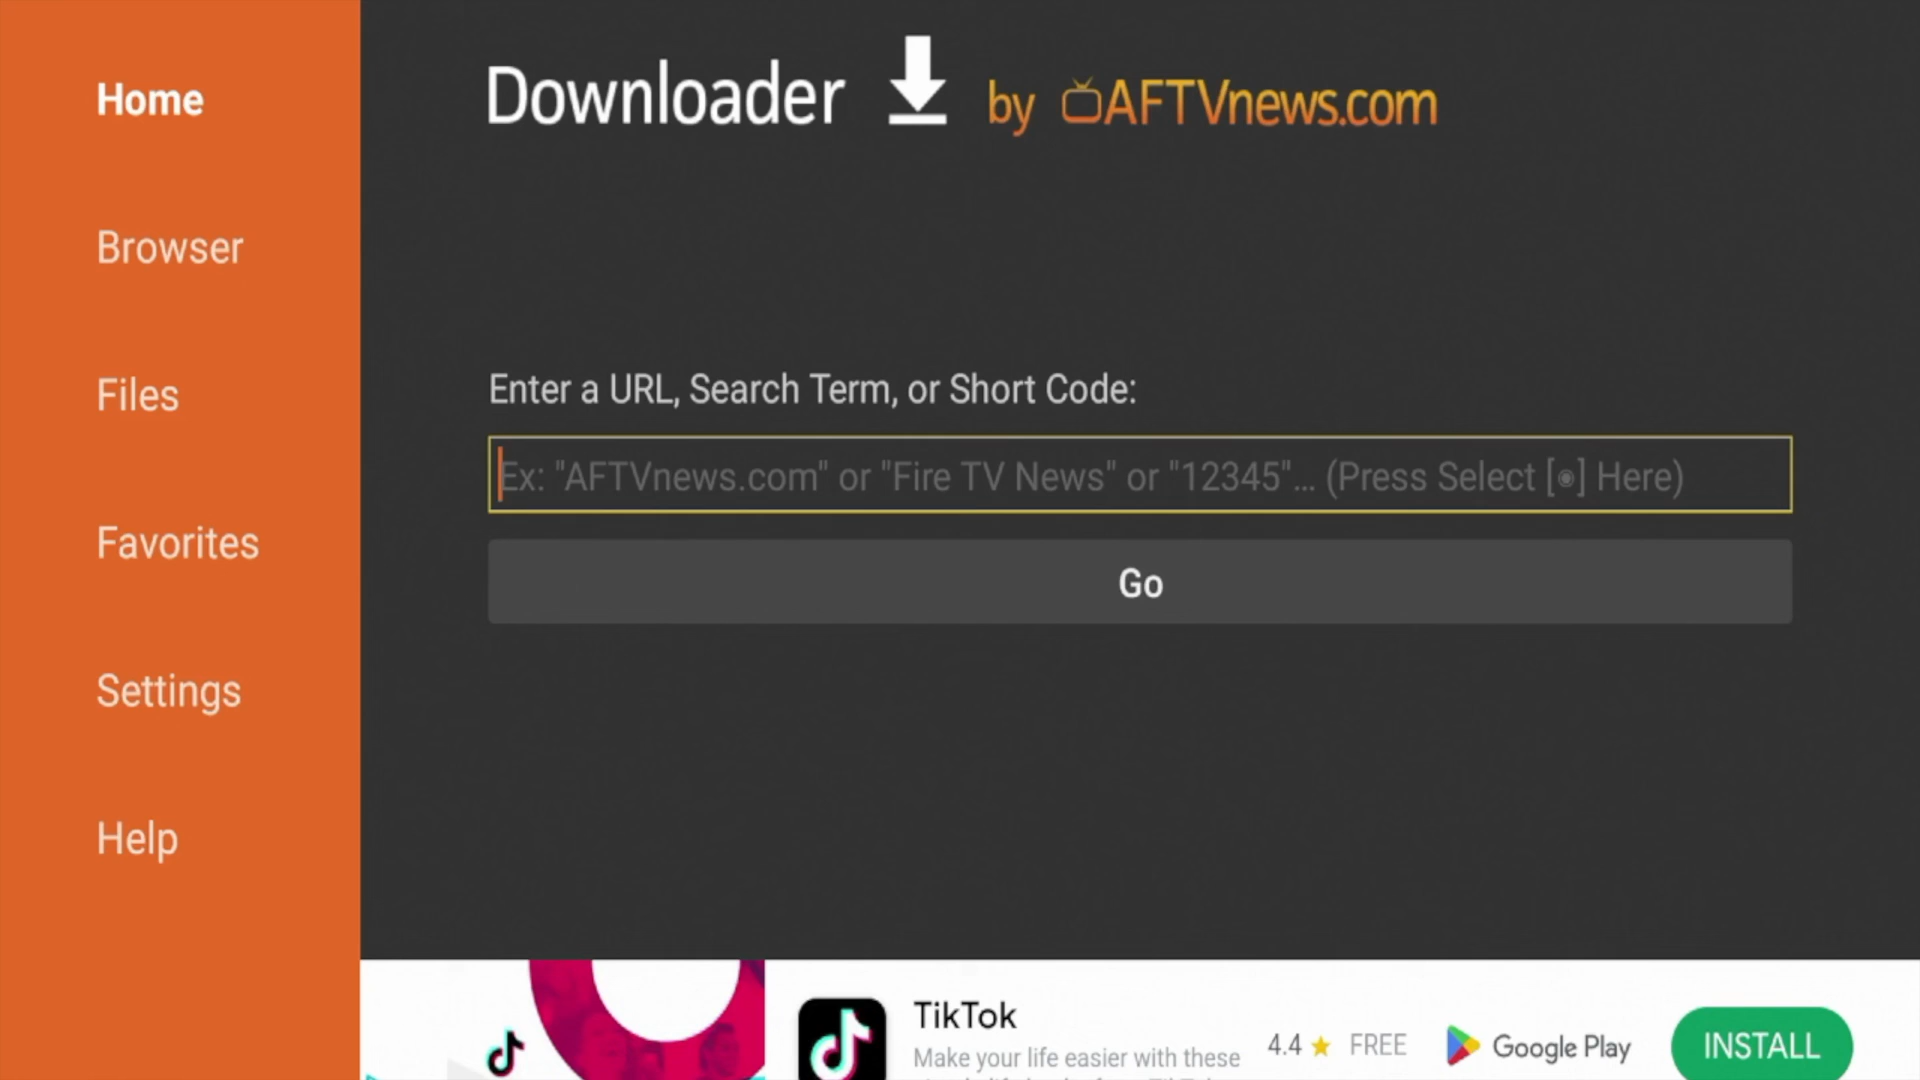 Home
Browser
Files
Favorites
Settings
Help
Downloader by AFTVnews.com
Enter a URL, Search Term, or Short Code:
Ex: "AFTVnews.com" or "Fire TV News" or "12345"... (Press Select [◉] Here)
Go
TikTok
Make your life easier with these
4.4 ★ FREE
Google Play
INSTALL